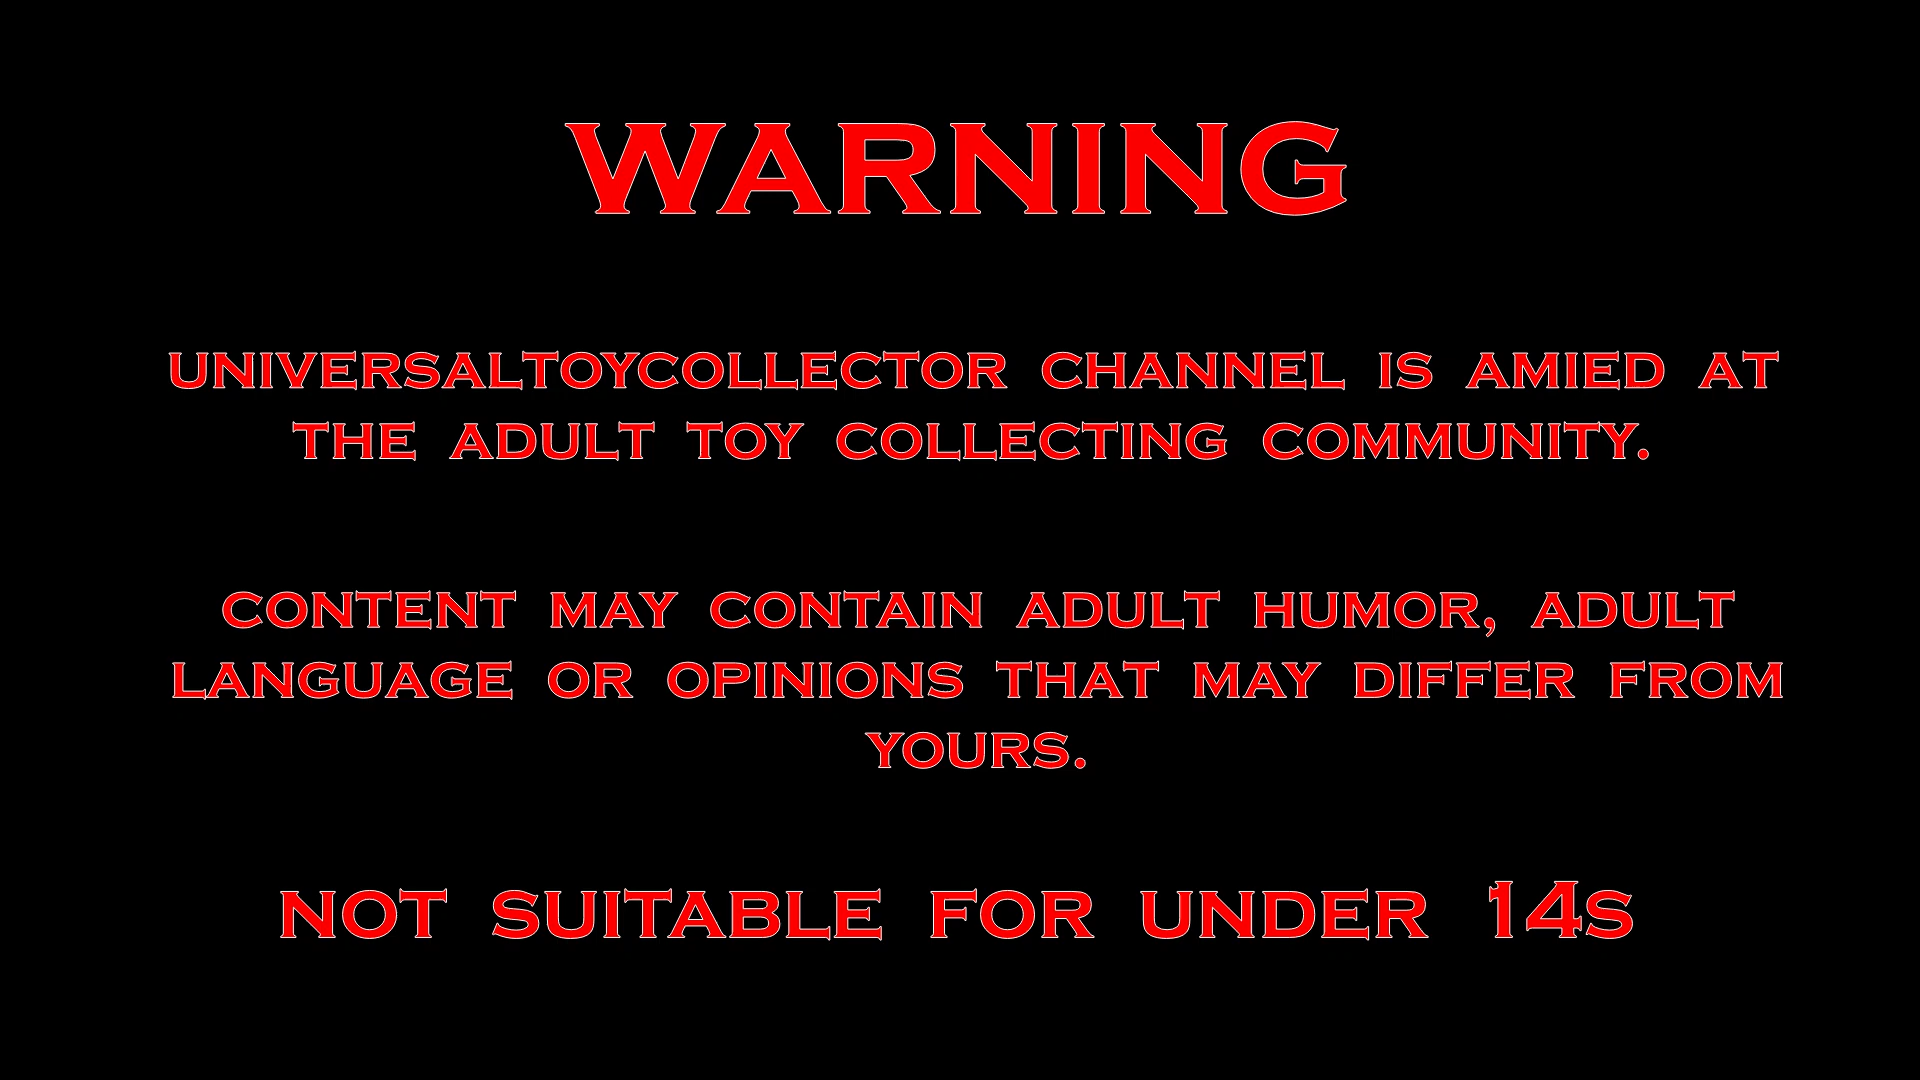 WARNING
UNIVERSALTOYCOLLECTOR CHANNEL IS AMIED AT
THE ADULT TOY COLLECTING COMMUNITY.
CONTENT MAY CONTAIN ADULT HUMOR, ADULT
LANGUAGE OR OPINIONS THAT MAY DIFFER FROM
YOURS.
NOT SUITABLE FOR UNDER 14S